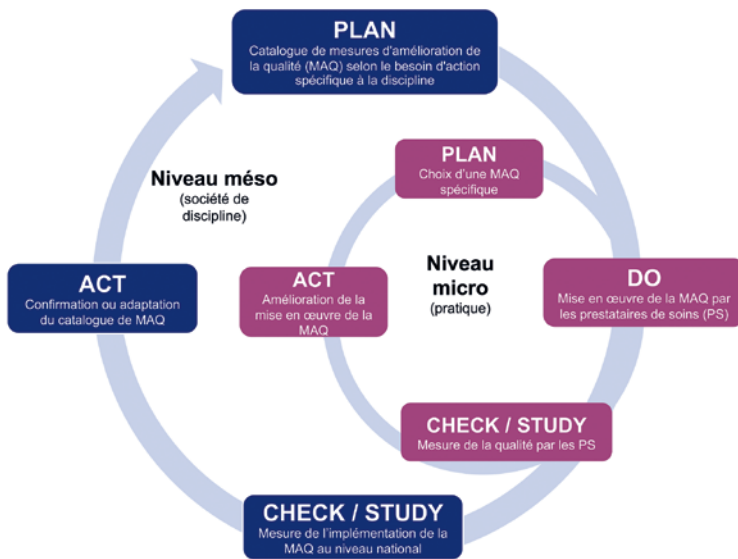 PLAN
Catalogue de mesures d'amélioration de
la qualité (MAQ) selon le besoin d'action
spécifique à la discipline
PLAN
Choix d'une MAQ
spécifique
Niveau méso
(société de
discipline)
ACT
Confirmation ou adaptation
du catalogue de MAQ
ACT
Amélioration de la
mise en œuvre de la
MAQ
Niveau
micro
(pratique)
DO
Mise en œuvre de la MAQ par
les prestataires de soins (PS)
CHECK / STUDY
Mesure de la qualité par les PS
CHECK / STUDY
Mesure de l'implémentation de la
MAQ au niveau national